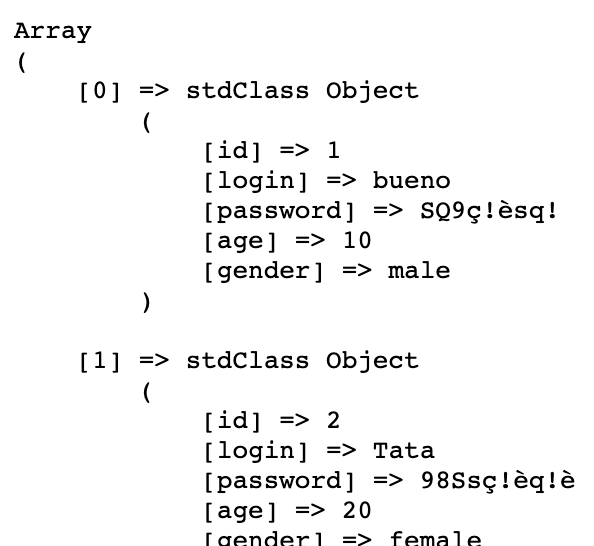 Array
(
    [0] => stdClass Object
        (
            [id] => 1
            [login] => bueno
            [password] => SQ9ç!èsq!
            [age] => 10
            [gender] => male
        )

    [1] => stdClass Object
        (
            [id] => 2
            [login] => Tata
            [password] => 98Ssç!èq!è
            [age] => 20
            [gender] => female